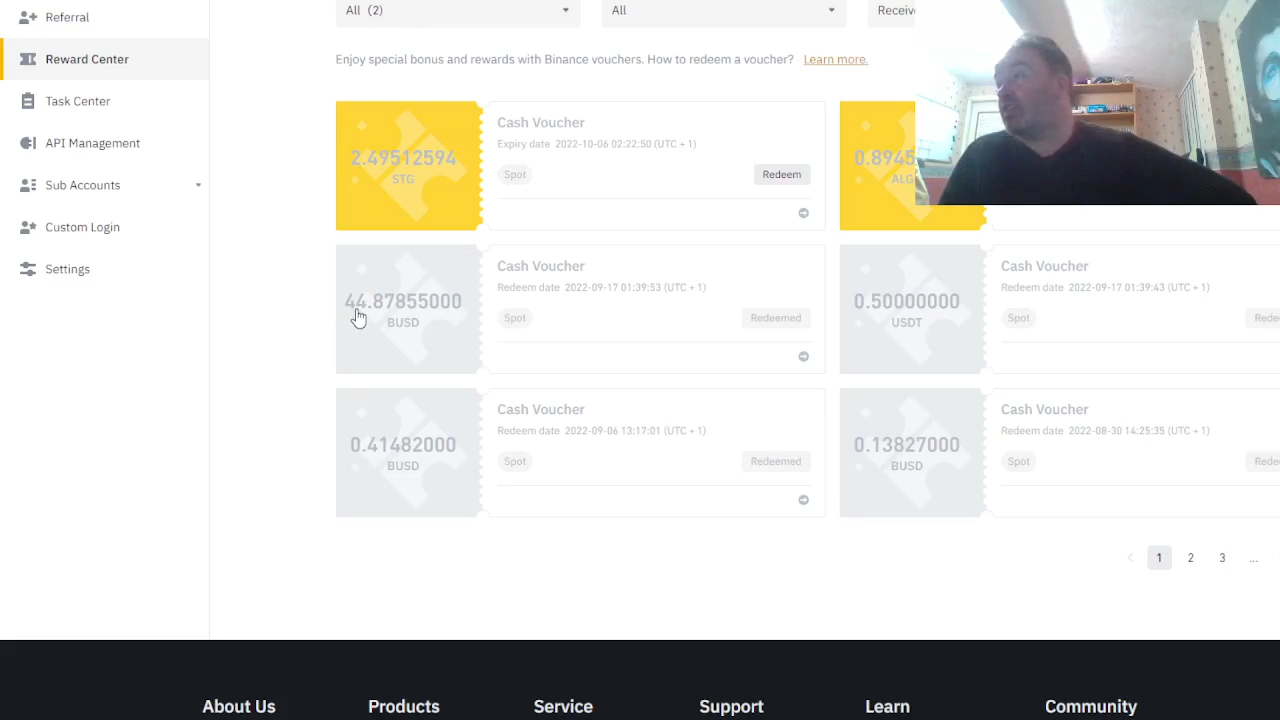 Referral
Reward Center
Task Center
API Management
Sub Accounts
Custom Login
Settings
All (2)
All
Enjoy special bonus and rewards with Binance vouchers. How to redeem a voucher? Learn more.
2.49512594
STG
Cash Voucher
Expiry date 2022-10-06 02:22:50 (UTC + 1)
Spot
Redeem
0.8945
44.87855000
BUSD
Cash Voucher
Redeem date 2022-09-17 01:39:53 (UTC + 1)
Spot
Redeemed
0.50000000
USDT
Cash Voucher
Redeem date 2022-09-17 01:39:43 (UTC + 1)
Spot
0.41482000
BUSD
Cash Voucher
Redeem date 2022-09-06 13:17:01 (UTC + 1)
Spot
Redeemed
0.13827000
BUSD
Cash Voucher
Redeem date 2022-08-30 14:25:35 (UTC + 1)
Spot
1 2 3 ...
About Us Products Service Support Learn Community